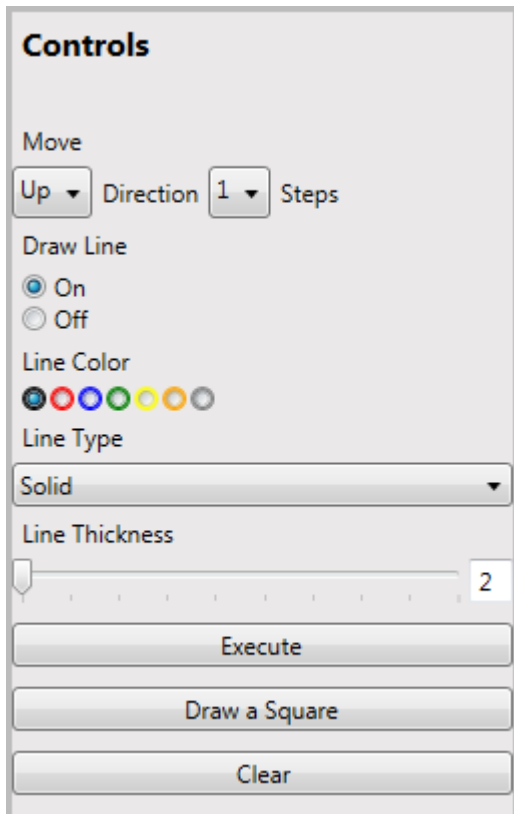 Controls
Move
Up Direction 1 Steps
Draw Line
On
Off
Line Color
Line Type
Solid
Line Thickness
2
Execute
Draw a Square
Clear